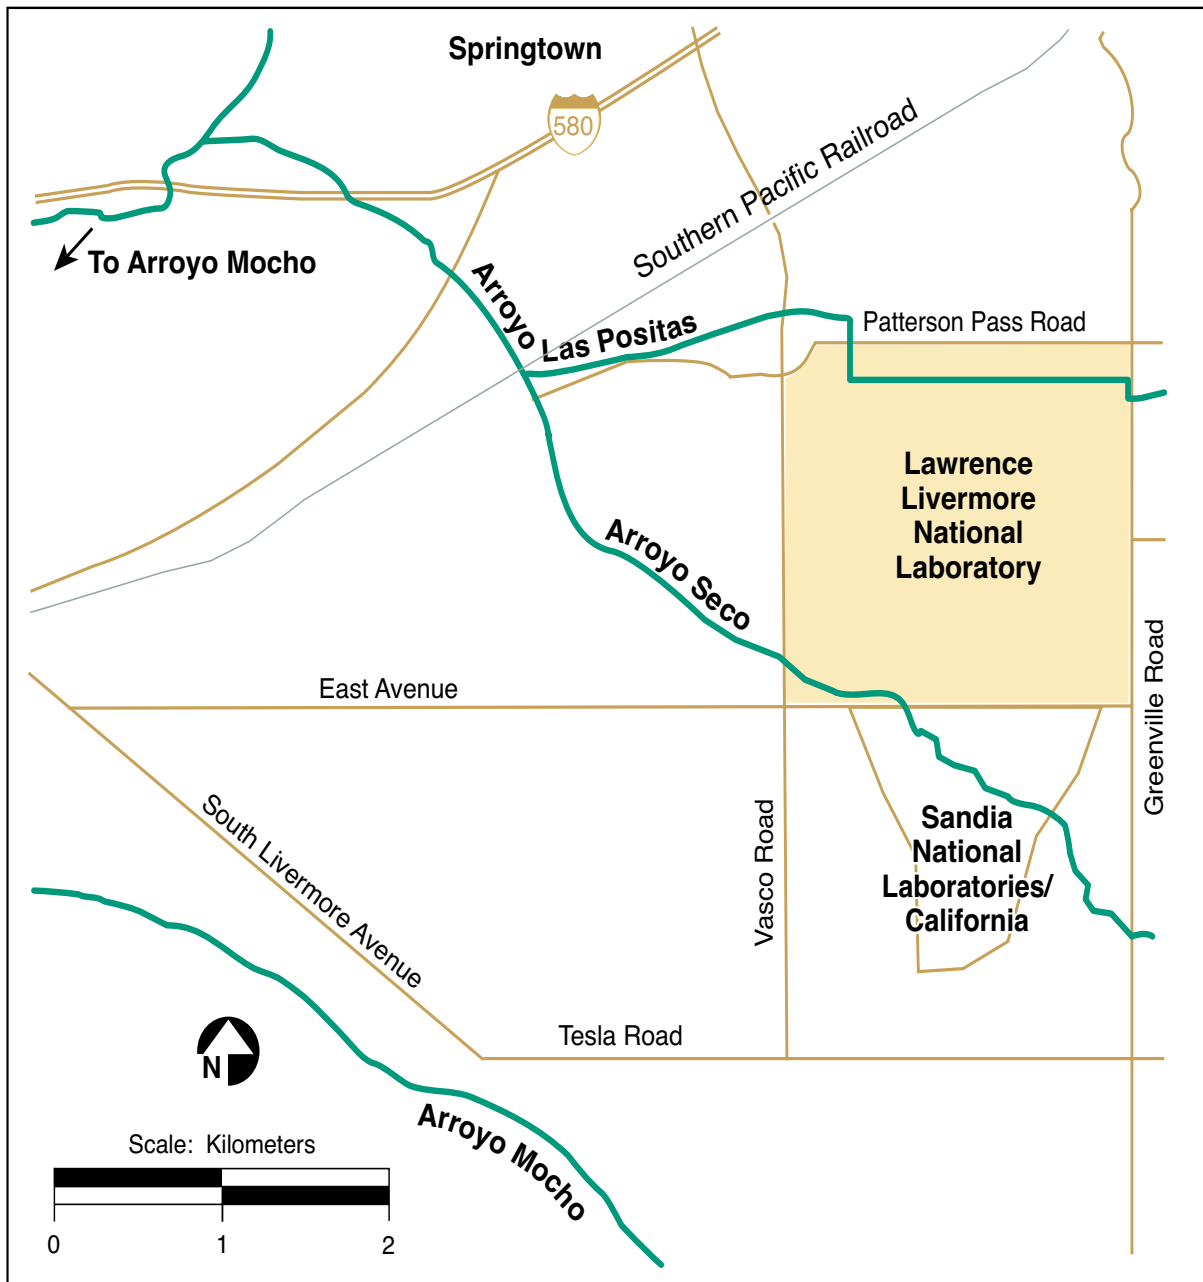 Springtown
580
Southern Pacific Railroad
To Arroyo Mocho
Arroyo
Las Positas
Patterson Pass Road
Lawrence
Livermore
National
Laboratory
Arroyo Seco
East Avenue
Greenville Road
South Livermore Avenue
Vasco Road
Sandia
National
Laboratories/
California
Tesla Road
N
Arroyo Mocho
Scale: Kilometers
0 1 2